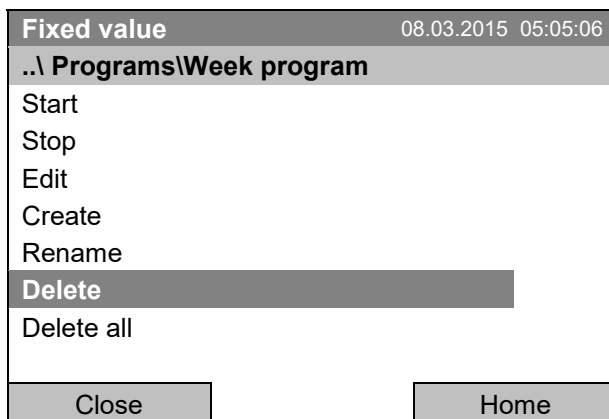 Fixed value 08.03.2015 05:05:06
..\ Programs\Week program
Start
Stop
Edit
Create
Rename
Delete
Delete all
Close Home